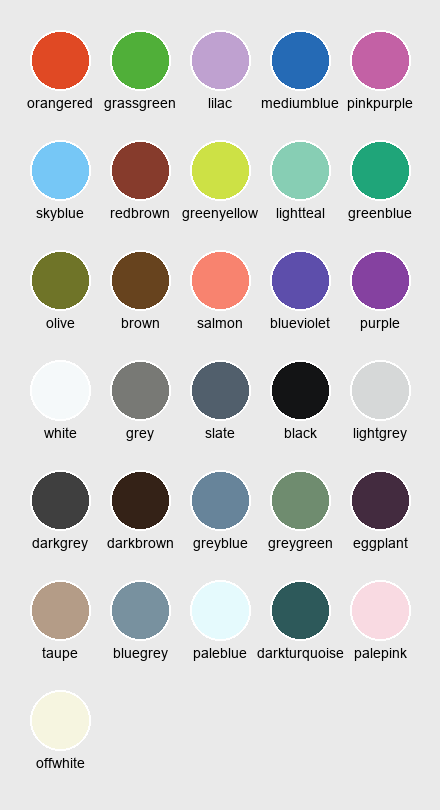 orangered grassgreen lilac mediumblue pinkpurple
skyblue redbrown greenyellow lightteal greenblue
olive brown salmon blueviolet purple
white grey slate black lightgrey
darkgrey darkbrown greyblue greygreen eggplant
taupe bluegrey paleblue darkturquoise palepink
offwhite